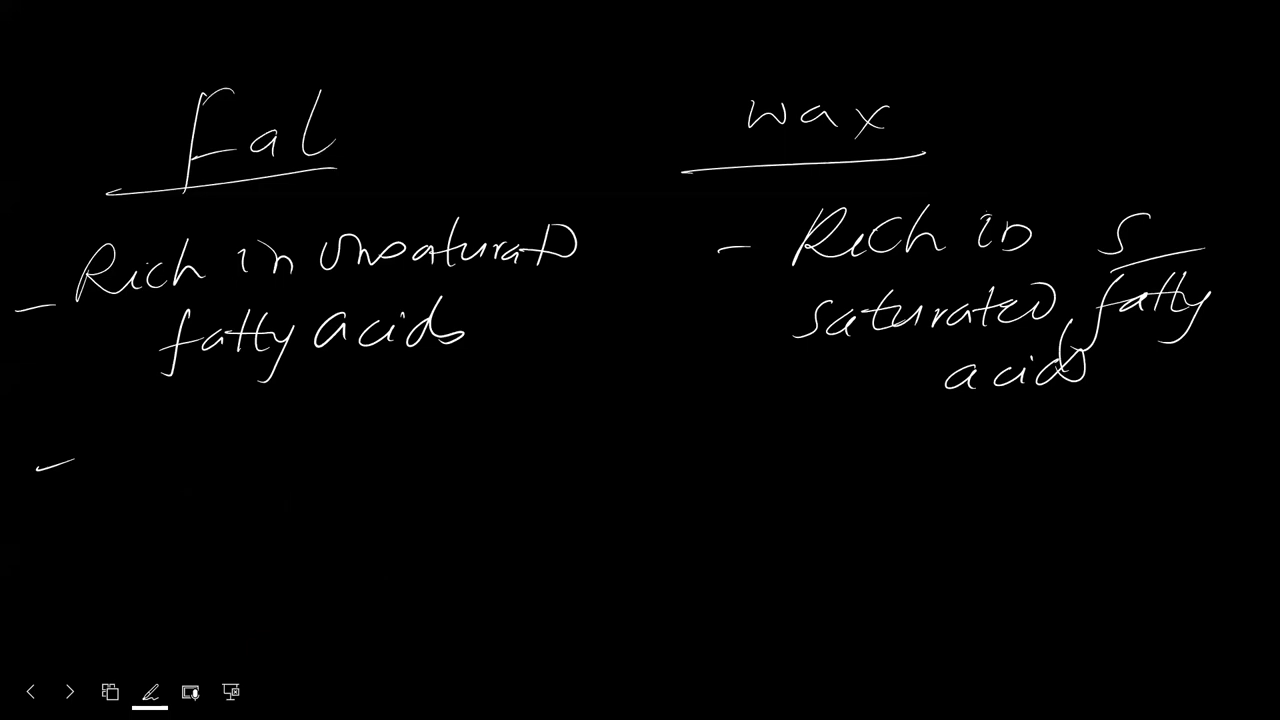 Fat
- Rich in unsaturated
fatty acids
-
wax
- Rich in s
saturated, fatty
acids